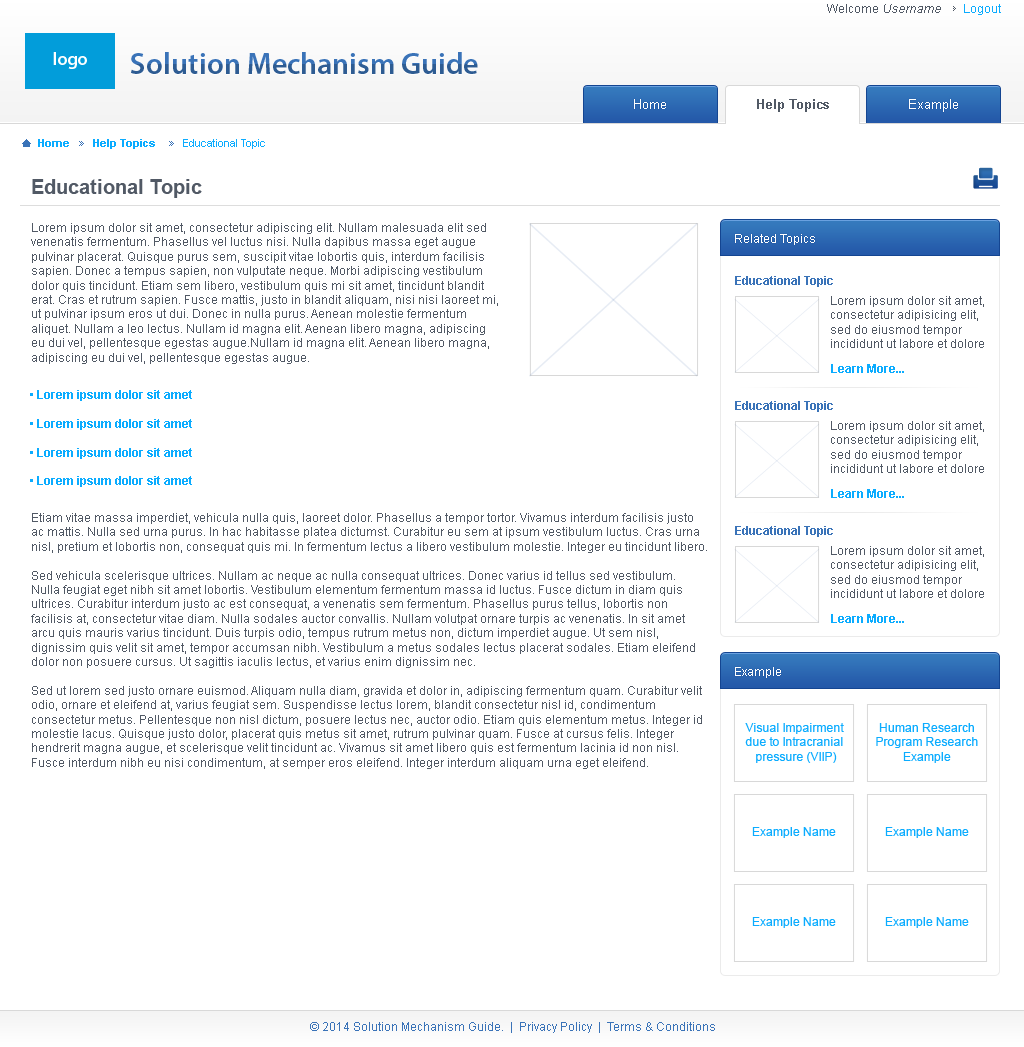 Welcome Username › Logout
logo
Solution Mechanism Guide
Home
Help Topics
Example
Home » Help Topics » Educational Topic
Educational Topic
Lorem ipsum dolor sit amet, consectetur adipiscing elit. Nullam malesuada elit sed
venenatis fermentum. Phasellus vel luctus nisi. Nulla dapibus massa eget augue
pulvinar placerat. Quisque purus sem, suscipit vitae lobortis quis, interdum facilisis
sapien. Donec a tempus sapien, non vulputate neque. Morbi adipiscing vestibulum
dolor quis tincidunt. Etiam sem libero, vestibulum quis mi sit amet, tincidunt blandit
erat. Cras et rutrum sapien. Fusce mattis, justo in blandit aliquam, nisi nisi laoreet mi,
ut pulvinar ipsum eros ut dui. Donec in nulla purus. Aenean molestie fermentum
aliquet. Nullam a leo lectus. Nullam id magna elit. Aenean libero magna, adipiscing
eu dui vel, pellentesque egestas augue.Nullam id magna elit. Aenean libero magna,
adipiscing eu dui vel, pellentesque egestas augue.
• Lorem ipsum dolor sit amet
• Lorem ipsum dolor sit amet
• Lorem ipsum dolor sit amet
• Lorem ipsum dolor sit amet
Etiam vitae massa imperdiet, vehicula nulla quis, laoreet dolor. Phasellus a tempor tortor. Vivamus interdum facilisis justo
ac mattis. Nulla sed urna purus. In hac habitasse platea dictumst. Curabitur eu sem at ipsum vestibulum luctus. Cras urna
nisl, pretium et lobortis non, consequat quis mi. In fermentum lectus a libero vestibulum molestie. Integer eu tincidunt libero.
Sed vehicula scelerisque ultrices. Nullam ac neque ac nulla consequat ultrices. Donec varius id tellus sed vestibulum.
Nulla feugiat eget nibh sit amet lobortis. Vestibulum elementum fermentum massa id luctus. Fusce dictum in diam quis
ultrices. Curabitur interdum justo ac est consequat, a venenatis sem fermentum. Phasellus purus tellus, lobortis non
facilisis at, consectetur vitae diam. Nulla sodales auctor convallis. Nullam volutpat ornare turpis ac venenatis. In sit amet
arcu quis mauris varius tincidunt. Duis turpis odio, tempus rutrum metus non, dictum imperdiet augue. Ut sem nisl,
dignissim quis velit sit amet, tempor accumsan nibh. Vestibulum a metus sodales lectus placerat sodales. Etiam eleifend
dolor non posuere cursus. Ut sagittis iaculis lectus, et varius enim dignissim nec.
Sed ut lorem sed justo ornare euismod. Aliquam nulla diam, gravida et dolor in, adipiscing fermentum quam. Curabitur velit
odio, ornare et eleifend at, varius feugiat sem. Suspendisse lectus lorem, blandit consectetur nisl id, condimentum
consectetur metus. Pellentesque non nisl dictum, posuere lectus nec, auctor odio. Etiam quis elementum metus. Integer id
molestie lacus. Quisque justo dolor, placerat quis metus sit amet, rutrum pulvinar quam. Fusce at cursus felis. Integer
hendrerit magna augue, et scelerisque velit tincidunt ac. Vivamus sit amet libero quis est fermentum lacinia id non nisl.
Fusce interdum nibh eu nisi condimentum, at semper eros eleifend. Integer interdum aliquam urna eget eleifend.
Related Topics
Educational Topic
Lorem ipsum dolor sit amet,
consectetur adipisicing elit,
sed do eiusmod tempor
incididunt ut labore et dolore
Learn More...
Educational Topic
Lorem ipsum dolor sit amet,
consectetur adipisicing elit,
sed do eiusmod tempor
incididunt ut labore et dolore
Learn More...
Educational Topic
Lorem ipsum dolor sit amet,
consectetur adipisicing elit,
sed do eiusmod tempor
incididunt ut labore et dolore
Learn More...
Example
Visual Impairment
due to Intracranial
pressure (VIIP)
Human Research
Program Research
Example
Example Name
Example Name
Example Name
Example Name
© 2014 Solution Mechanism Guide. | Privacy Policy | Terms & Conditions